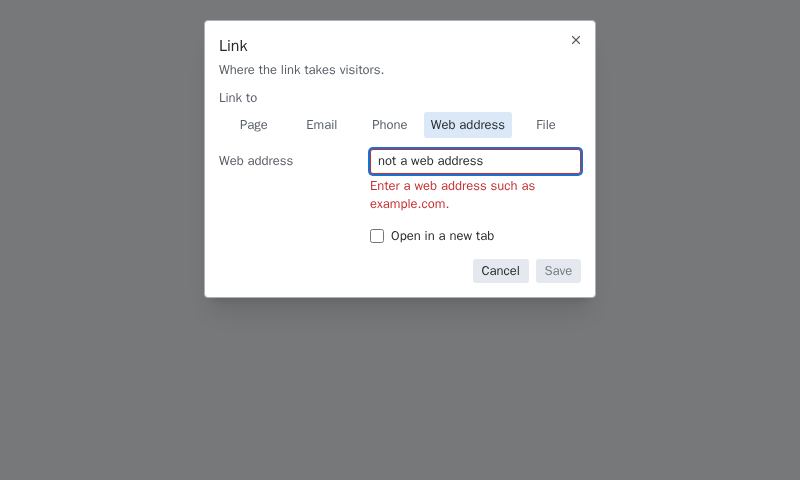 Link
Where the link takes visitors.
Link to
Page Email Phone Web address File
Web address not a web address
Enter a web address such as
example.com.
Open in a new tab
Cancel Save